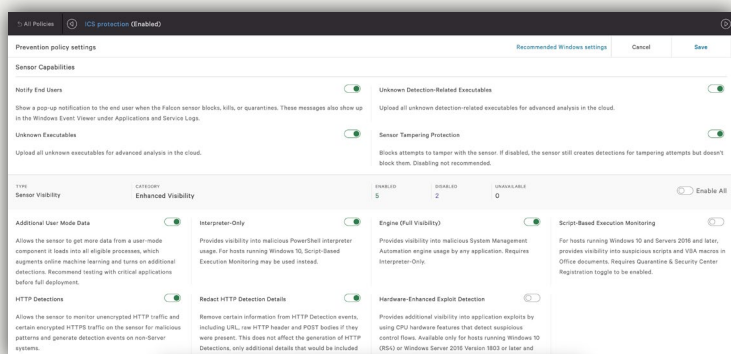 All Policies ICS protection (Enabled)
Prevention policy settings Recommended Windows settings Cancel Save
Sensor Capabilities
Notify End Users
Show a pop-up notification to the end user when the Falcon sensor blocks, kills, or quarantines. These messages also show up
in the Windows Event Viewer under Applications and Service Logs.
Unknown Detection-Related Executables
Upload all unknown detection-related executables for advanced analysis in the cloud.
Unknown Executables
Upload all unknown executables for advanced analysis in the cloud.
Sensor Tampering Protection
Blocks attempts to tamper with the sensor. If disabled, the sensor still creates detections for tampering attempts but doesn't
block them. Disabling not recommended.
TYPE CATEGORY ENABLED DISABLED UNAVAILABLE
Sensor Visibility Enhanced Visibility 5 2 0 Enable All
Additional User Mode Data
Allows the sensor to get more data from a user-mode
component it loads into all eligible processes, which
augments online machine learning and turns on additional
detections. Recommend testing with critical applications
before full deployment.
Interpreter-Only
Provides visibility into malicious PowerShell interpreter
usage. For hosts running Windows 10, Script-Based
Execution Monitoring may be used instead.
Engine (Full Visibility)
Provides visibility into malicious System Management
Automation engine usage by any application. Requires
Interpreter-Only.
Script-Based Execution Monitoring
For hosts running Windows 10 and Servers 2016 and later,
provides visibility into suspicious scripts and VBA macros in
Office documents. Requires Quarantine & Security Center
Registration toggle to be enabled.
HTTP Detections
Allows the sensor to monitor unencrypted HTTP traffic and
certain encrypted HTTPS traffic on the sensor for malicious
patterns and generate detection events on non-Server
systems.
Redact HTTP Detection Details
Remove certain information from HTTP Detection events,
including URL, raw HTTP header and POST bodies if they
were present. This does not affect the generation of HTTP
Detections, only additional details that would be included
Hardware-Enhanced Exploit Detection
Provides additional visibility into application exploits by
using CPU hardware features that detect suspicious
control flows. Available only for hosts running Windows 10
(RS4) or Windows Server 2016 Version 1803 or later and